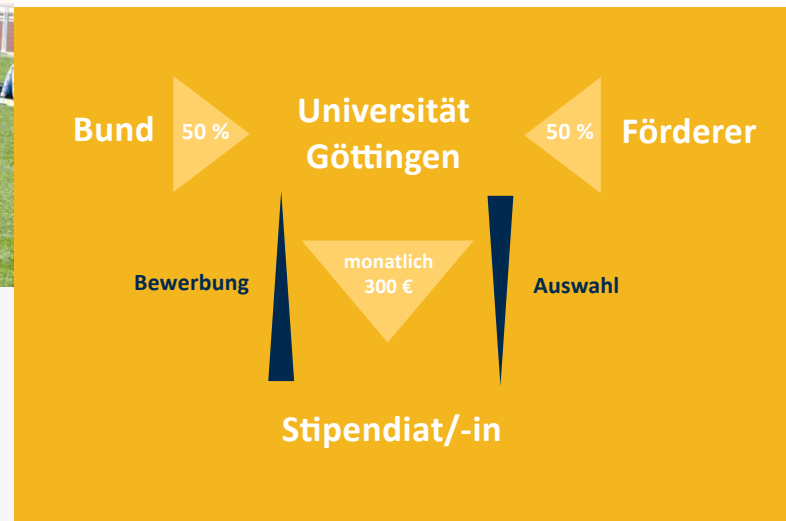 Bund
50 %
Universität
Göttingen
50 %
Förderer
Bewerbung
monatlich
300 €
Auswahl
Stipendiat/-in